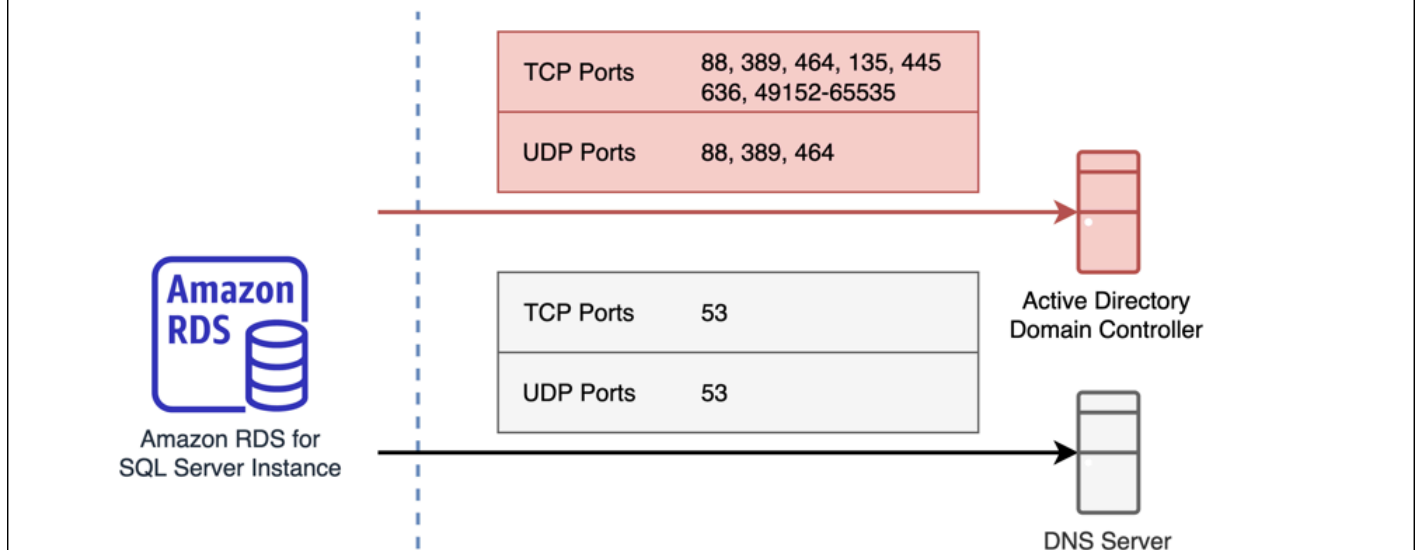 TCP Ports 88, 389, 464, 135, 445
636, 49152-65535
UDP Ports 88, 389, 464
Amazon
RDS
Amazon RDS for
SQL Server Instance
TCP Ports 53
UDP Ports 53
Active Directory
Domain Controller
DNS Server